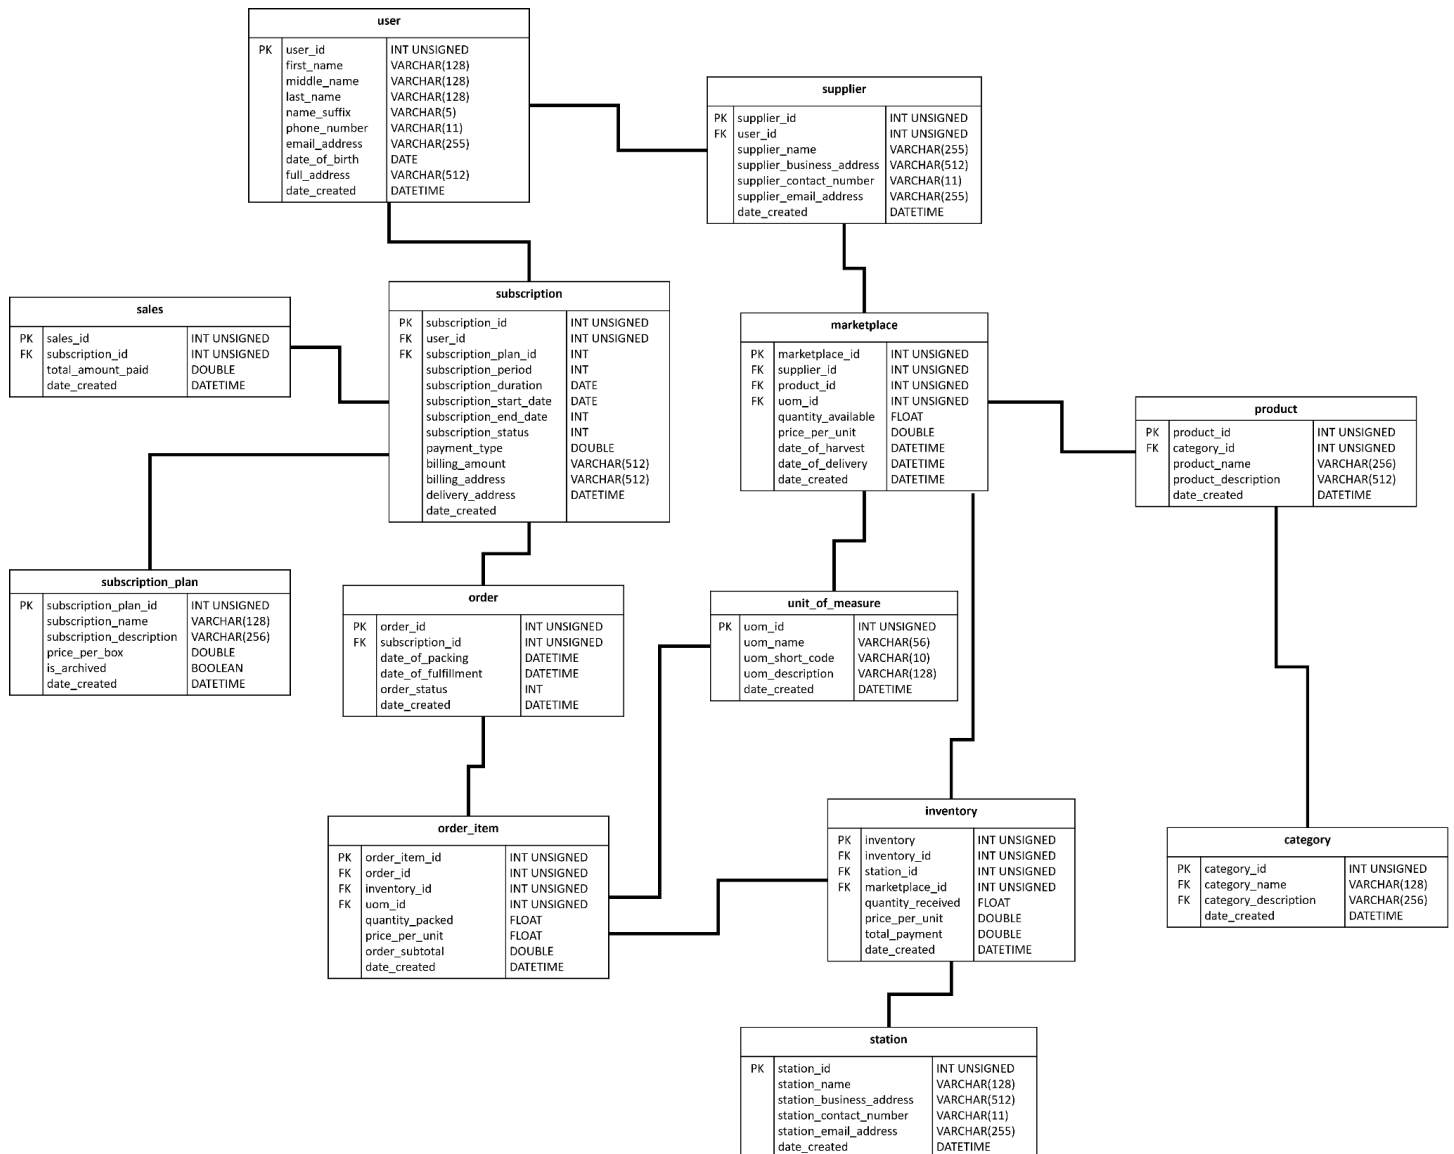 user
PK user_id INT UNSIGNED
first_name VARCHAR(128)
middle_name VARCHAR(128)
last_name VARCHAR(128)
name_suffix VARCHAR(5)
phone_number VARCHAR(11)
email_address VARCHAR(255)
date_of_birth DATE
full_address VARCHAR(512)
date_created DATETIME
supplier
PK supplier_id INT UNSIGNED
FK user_id INT UNSIGNED
supplier_name VARCHAR(255)
supplier_business_address VARCHAR(512)
supplier_contact_number VARCHAR(11)
supplier_email_address VARCHAR(255)
date_created DATETIME
sales
PK sales_id INT UNSIGNED
FK subscription_id INT UNSIGNED
total_amount_paid DOUBLE
date_created DATETIME
subscription
PK subscription_id INT UNSIGNED
FK user_id INT UNSIGNED
FK subscription_plan_id INT
subscription_period INT
subscription_duration DATE
subscription_start_date DATE
subscription_end_date INT
subscription_status INT
payment_type DOUBLE
billing_amount VARCHAR(512)
billing_address VARCHAR(512)
delivery_address DATETIME
date_created
marketplace
PK marketplace_id INT UNSIGNED
FK supplier_id INT UNSIGNED
FK product_id INT UNSIGNED
FK uom_id INT UNSIGNED
quantity_available FLOAT
price_per_unit DOUBLE
date_of_harvest DATETIME
date_of_delivery DATETIME
date_created DATETIME
product
PK product_id INT UNSIGNED
FK category_id INT UNSIGNED
product_name VARCHAR(256)
product_description VARCHAR(512)
date_created DATETIME
subscription_plan
PK subscription_plan_id INT UNSIGNED
subscription_name VARCHAR(128)
subscription_description VARCHAR(256)
price_per_box DOUBLE
is_archived BOOLEAN
date_created DATETIME
order
PK order_id INT UNSIGNED
FK subscription_id INT UNSIGNED
date_of_packing DATETIME
date_of_fulfillment DATETIME
order_status INT
date_created DATETIME
unit_of_measure
PK uom_id INT UNSIGNED
uom_name VARCHAR(56)
uom_short_code VARCHAR(10)
uom_description VARCHAR(128)
date_created DATETIME
order_item
PK order_item_id INT UNSIGNED
FK order_id INT UNSIGNED
FK inventory_id INT UNSIGNED
FK uom_id INT UNSIGNED
quantity_packed FLOAT
price_per_unit FLOAT
order_subtotal DOUBLE
date_created DATETIME
inventory
PK inventory INT UNSIGNED
FK inventory_id INT UNSIGNED
FK station_id INT UNSIGNED
FK marketplace_id INT UNSIGNED
quantity_received FLOAT
price_per_unit DOUBLE
total_payment DOUBLE
date_created DATETIME
category
PK category_id INT UNSIGNED
FK category_name VARCHAR(128)
FK category_description VARCHAR(256)
date_created DATETIME
station
PK station_id INT UNSIGNED
station_name VARCHAR(128)
station_business_address VARCHAR(512)
station_contact_number VARCHAR(11)
station_email_address VARCHAR(255)
date_created DATETIME